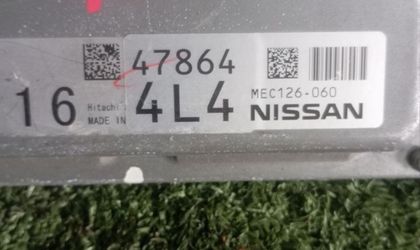 47864
16
Hitachi
MADE IN
4L4
MEC126-060
NISSAN